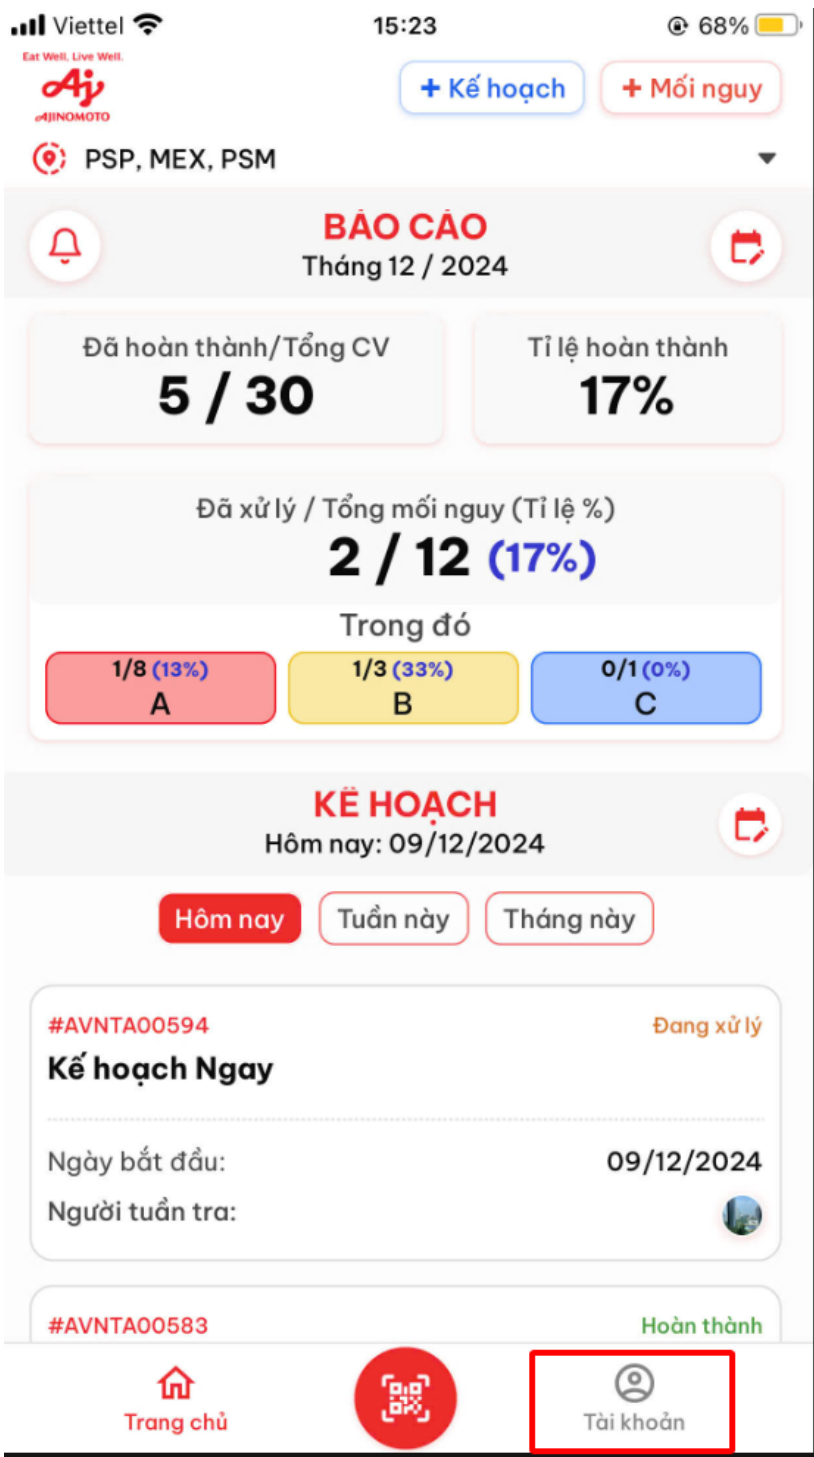 Viettel 15:23 68%
Eat Well, Live Well.
Aj
AJINOMOTO
+ Kế hoạch + Mối nguy
PSP, MEX, PSM
BÁO CÁO
Tháng 12 / 2024
Đã hoàn thành/Tổng CV Tỉ lệ hoàn thành
5 / 30 17%
Đã xử lý / Tổng mối nguy (Tỉ lệ %)
2 / 12 (17%)
Trong đó
1/8 (13%) 1/3 (33%) 0/1 (0%)
A B C
KẾ HOẠCH
Hôm nay: 09/12/2024
Hôm nay Tuần này Tháng này
#AVNTA00594 Đang xử lý
Kế hoạch Ngay
Ngày bắt đầu: 09/12/2024
Người tuần tra:
#AVNTA00583 Hoàn thành
Trang chủ Tài khoản